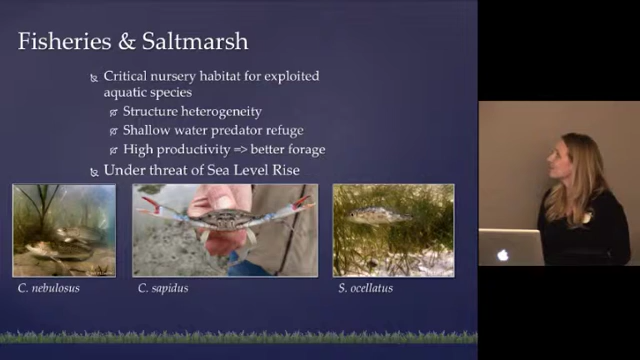 Fisheries & Saltmarsh
Critical nursery habitat for exploited
aquatic species
Structure heterogeneity
Shallow water predator refuge
High productivity => better forage
Under threat of Sea Level Rise
C. nebulosus
C. sapidus
S. ocellatus